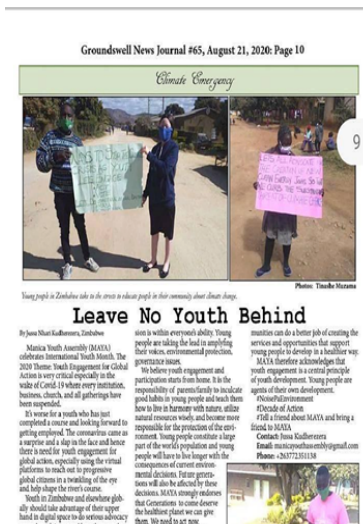 Groundswell News Journal #65, August 21, 2020: Page 10
Climate Emergency
9
Photos: Tinashe Muzama
Young people in Zimbabwe take to the streets to educate people in their community about climate change.
Leave No Youth Behind
By Jussa Nhari Kudherezera, Zimbabwe
Manica Youth Assembly (MAYA)
celebrates International Youth Month. The
2020 Theme: Youth Engagement for Global
Action is very critical especially in the
wake of Covid-19 where every institution,
business, church, and all gatherings have
been suspended.
It's worse for a youth who has just
completed a course and looking forward to
getting employed. The coronavirus came as
a surprise and a slap in the face and hence
there is need for youth engagement for
global action, especially using the virtual
platforms to reach out to progressive
global citizens in a twinkling of the eye
and help shape the river's course.
Youth in Zimbabwe and elsewhere glob-
ally should take advantage of their upper
hand in digital space to do serious advocacy
sion is within everyone's ability. Young
people are taking the lead in amplifying
their voices, environmental protection,
governance issues.
We believe youth engagement and
participation starts from home. It is the
responsibility of parents/family to inculcate
good habits in young people and teach them
how to live in harmony with nature, utilize
natural resources wisely, and become more
responsible for the protection of the envi-
ronment. Young people constitute a large
part of the world's population and young
people will have to live longer with the
consequences of current environ-
mental decisions. Future genera-
tions will also be affected by these
decisions. MAYA strongly endorses
that Generations to come deserve
the healthiest planet we can give
them. We need to act now
munities can do a better job of creating the
services and opportunities that support
young people to develop in a healthier way.
MAYA therefore acknowledges that
youth engagement is a central principle
of youth development. Young people are
agents of their own development.
#NoisePaEnvironment
#Decade of Action
#Tell a friend about MAYA and bring a
friend to MAYA
Contact: Jussa Kudherezera
Email: manicayouthassembly@gmail.com
Phone: +263772351138